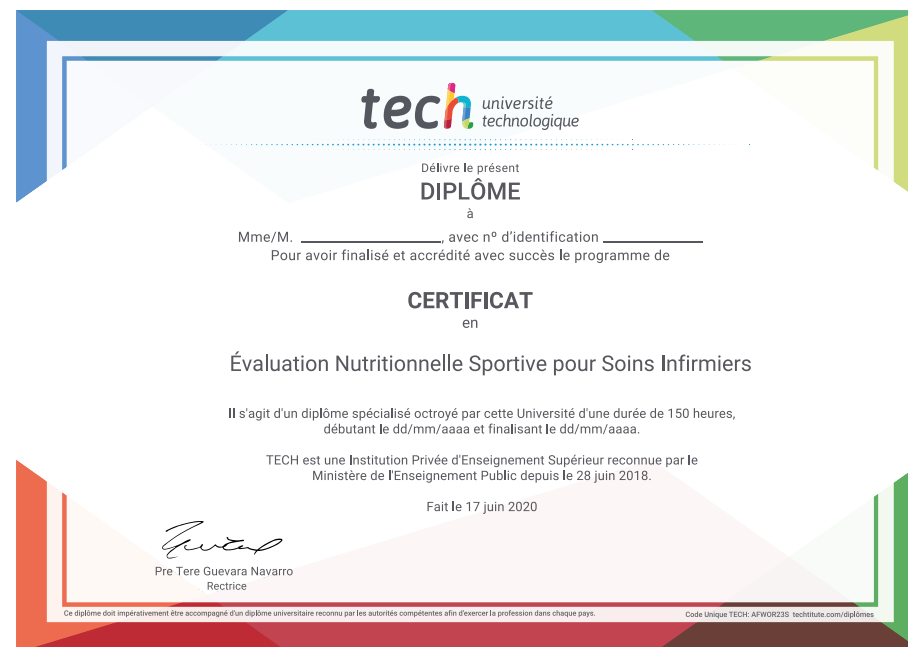 tech université
technologique
Délivre le présent
DIPLÔME
à
Mme/M. ____________________, avec nº d'identification ______________
Pour avoir finalisé et accrédité avec succès le programme de
CERTIFICAT
en
Évaluation Nutritionnelle Sportive pour Soins Infirmiers
Il s'agit d'un diplôme spécialisé octroyé par cette Université d'une durée de 150 heures,
débutant le dd/mm/aaaa et finalisant le dd/mm/aaaa.
TECH est une Institution Privée d'Enseignement Supérieur reconnue par le
Ministère de l'Enseignement Public depuis le 28 juin 2018.
Fait le 17 juin 2020
Pre Tere Guevara Navarro
Rectrice
Ce diplôme doit impérativement être accompagné d'un diplôme universitaire reconnu par les autorités compétentes afin d'exercer la profession dans chaque pays.
Code Unique TECH: AFWOR23S techtitute.com/diplômes